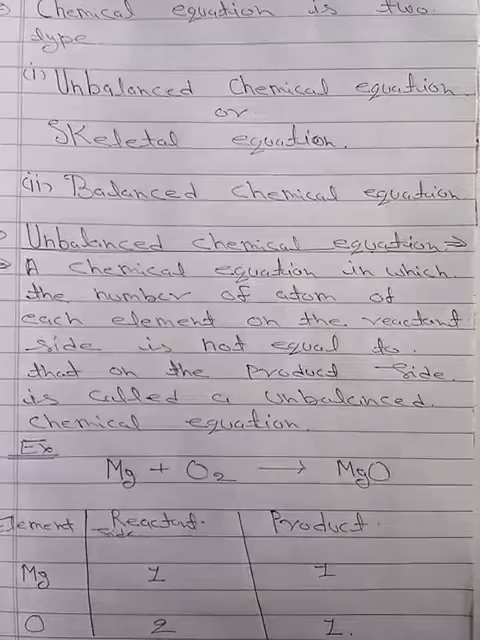 Chemical equation is two
type
(i) Unbalanced Chemical equation.
or
Skeletal equation.
(ii) Balanced Chemical equation
Unbalanced chemical equation ⇒
A chemical equation in which
the number of atom of
each element on the reactant
side is not equal to.
that on the product side.
is called a unbalanced.
chemical equation.
Ex
Mg + O₂ → MgO
Element Reactant side Product.
Mg 1 1
O 2 1.